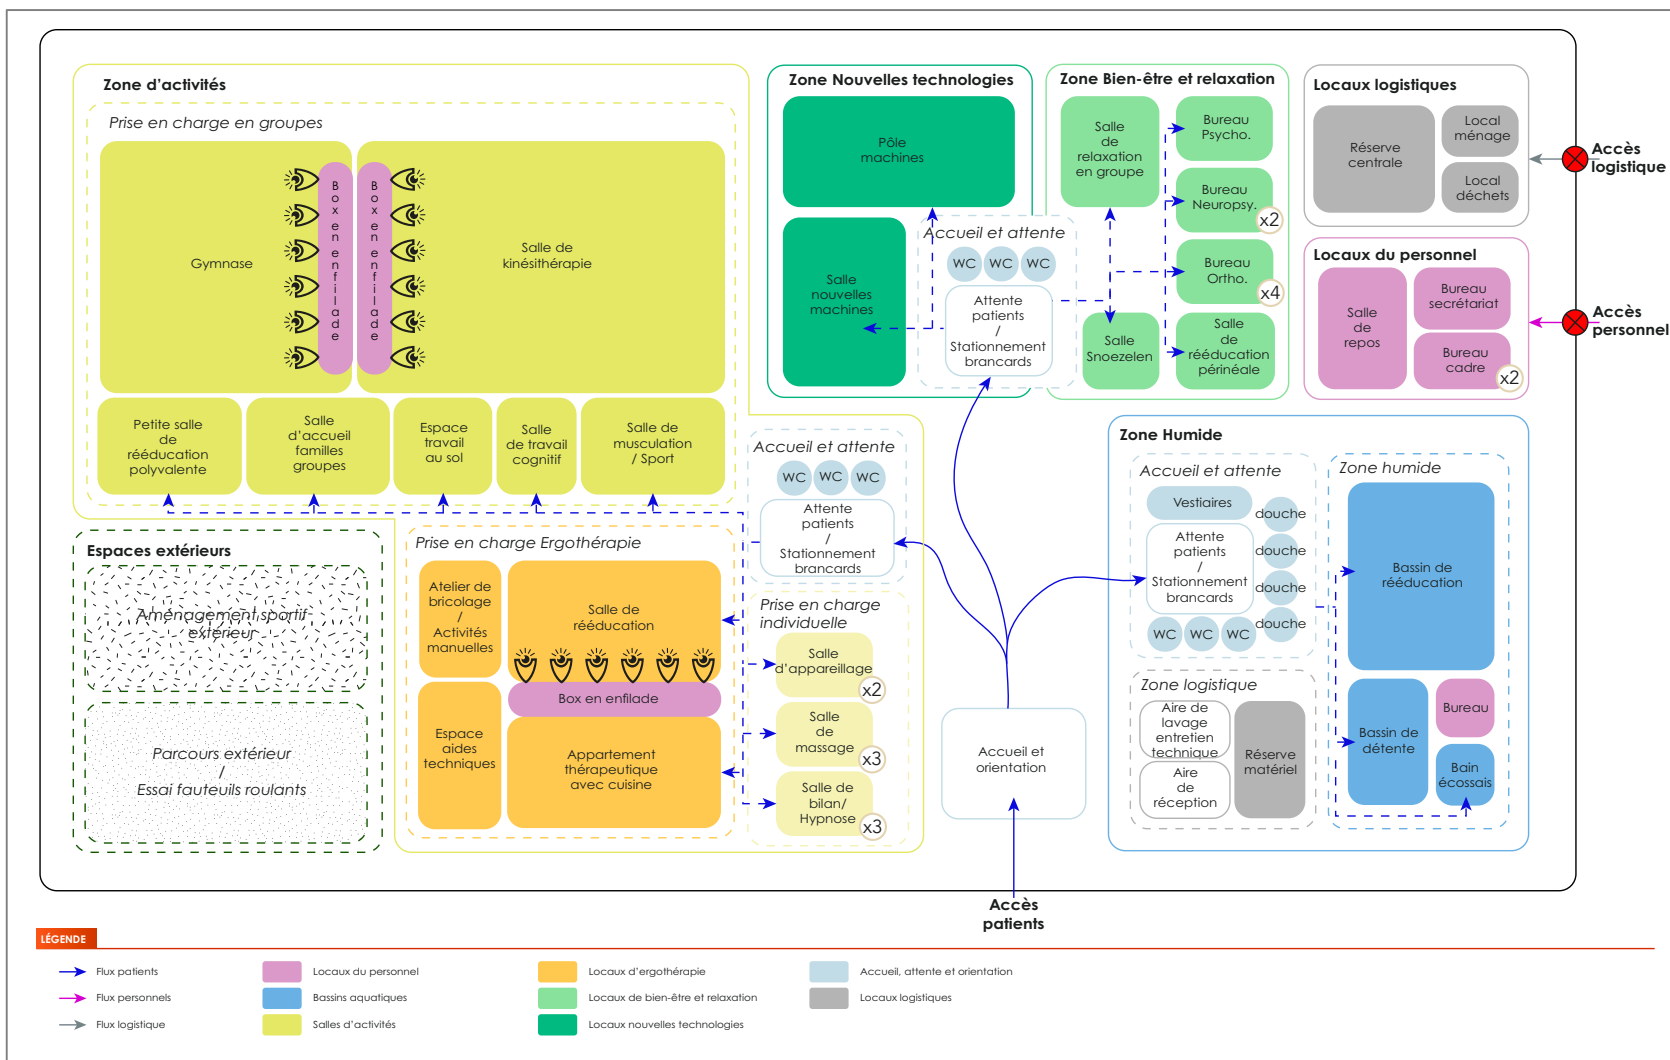 Zone d'activités
Prise en charge en groupes
Gymnase
Box en enfilade
Box en enfilade
Salle de
kinésithérapie
Petite salle
de
rééducation
polyvalente
Salle
d'accueil
familles
groupes
Espace
travail
au sol
Salle
de travail
cognitif
Salle de
musculation
/ Sport
Zone Nouvelles technologies
Pôle
machines
Salle
nouvelles
machines
Accueil et attente
WC
WC
WC
Attente
patients
/
Stationnement
brancards
Zone Bien-être et relaxation
Salle
de
relaxation
en groupe
Bureau
Psycho.
Bureau
Neuropsy.
x2
Bureau
Ortho.
x4
Salle
Snoezelen
Salle
de
rééducation
périnéale
Locaux logistiques
Réserve
centrale
Local
ménage
Local
déchets
Accès
logistique
Locaux du personnel
Salle
de
repos
Bureau
secrétariat
Bureau
cadre
x2
Accès
personnel
Espaces extérieurs
Aménagement sportif
extérieur
Parcours extérieur
/
Essai fauteuils roulants
Prise en charge Ergothérapie
Atelier de
bricolage
/
Activités
manuelles
Salle de
rééducation
Box en enfilade
Espace
aides
techniques
Appartement
thérapeutique
avec cuisine
Accueil et attente
WC
WC
WC
Attente
patients
/
Stationnement
brancards
Prise en charge
individuelle
Salle
d'appareillage
x2
Salle
de
massage
x3
Salle de
bilan/
Hypnose
x3
Accueil et
orientation
Accès
patients
Zone Humide
Accueil et attente
Vestiaires
Attente
patients
/
Stationnement
brancards
douche
douche
douche
douche
WC
WC
WC
Zone logistique
Aire de
lavage
entretien
technique
Aire
de
réception
Réserve
matériel
Zone humide
Bassin de
rééducation
Bassin de
détente
Bureau
Bain
écossais
LÉGENDE
Flux patients
Flux personnels
Flux logistique
Locaux du personnel
Bassins aquatiques
Salles d'activités
Locaux d'ergothérapie
Locaux de bien-être et relaxation
Locaux nouvelles technologies
Accueil, attente et orientation
Locaux logistiques